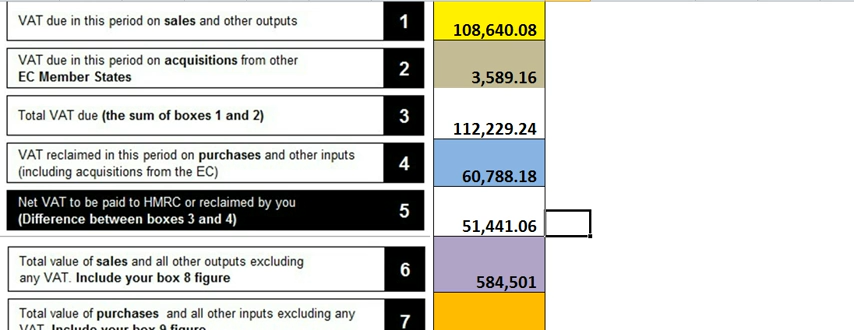 VAT due in this period on sales and other outputs 1 108,640.08
VAT due in this period on acquisitions from other
EC Member States 2 3,589.16
Total VAT due (the sum of boxes 1 and 2) 3 112,229.24
VAT reclaimed in this period on purchases and other inputs
(including acquisitions from the EC) 4 60,788.18
Net VAT to be paid to HMRC or reclaimed by you
(Difference between boxes 3 and 4) 5 51,441.06
Total value of sales and all other outputs excluding
any VAT. Include your box 8 figure 6 584,501
Total value of purchases and all other inputs excluding any
VAT. Include your box 9 figure 7